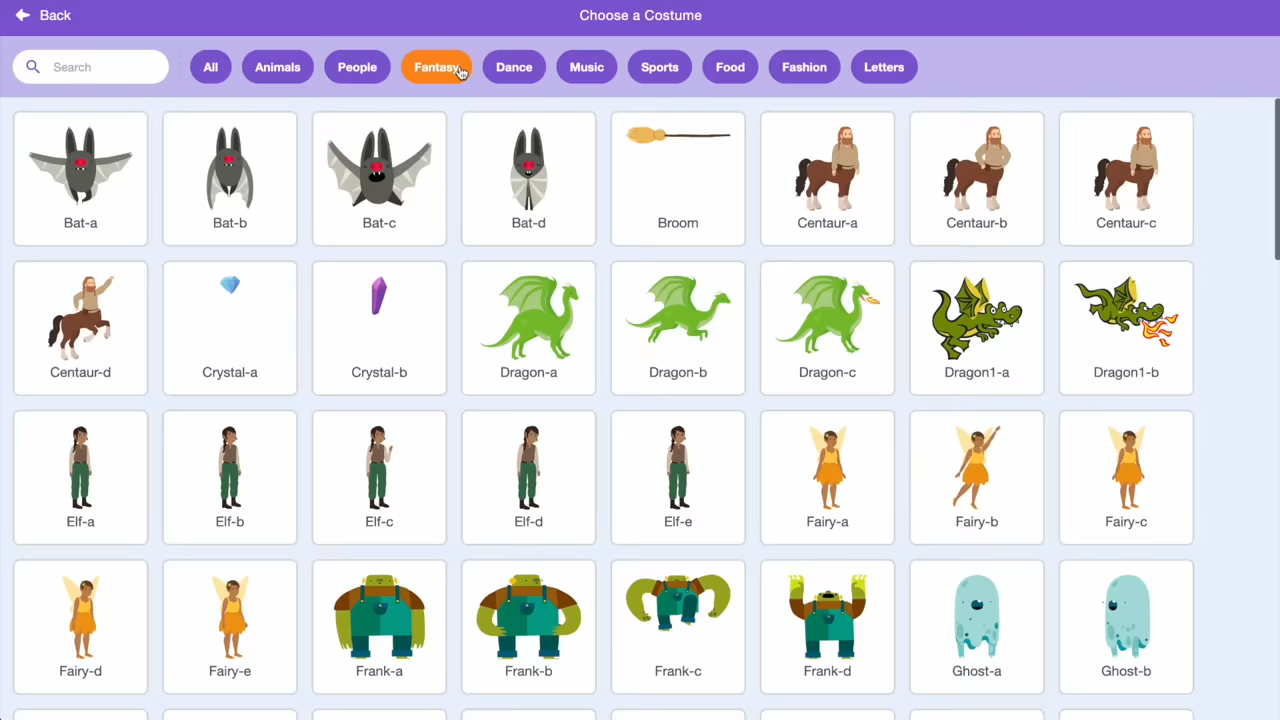 Back
Choose a Costume
Search
All
Animals
People
Fantasy
Dance
Music
Sports
Food
Fashion
Letters
Bat-a
Bat-b
Bat-c
Bat-d
Broom
Centaur-a
Centaur-b
Centaur-c
Centaur-d
Crystal-a
Crystal-b
Dragon-a
Dragon-b
Dragon-c
Dragon1-a
Dragon1-b
Elf-a
Elf-b
Elf-c
Elf-d
Elf-e
Fairy-a
Fairy-b
Fairy-c
Fairy-d
Fairy-e
Frank-a
Frank-b
Frank-c
Frank-d
Ghost-a
Ghost-b